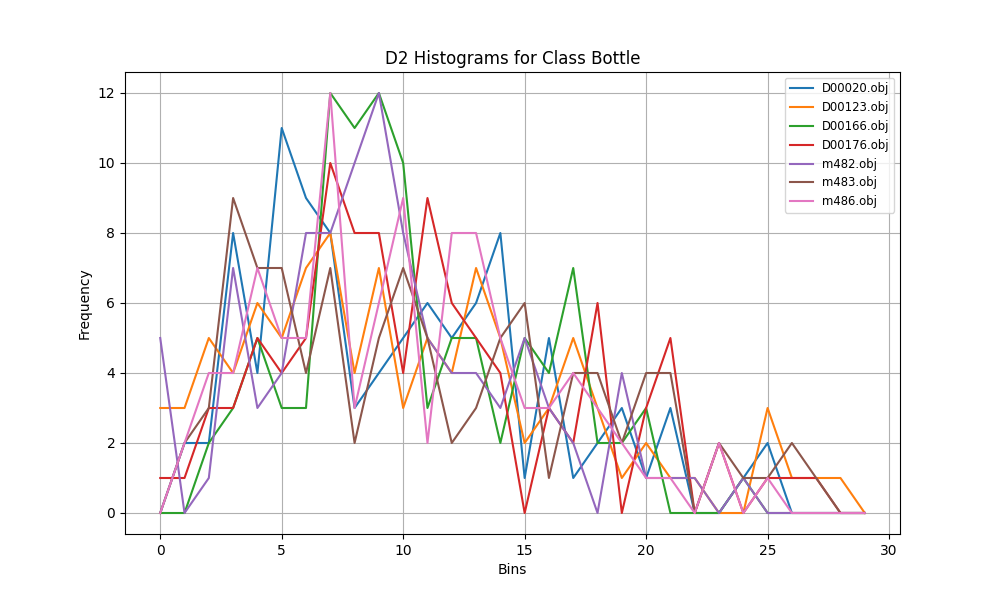 D2 Histograms for Class Bottle
Frequency
12
10
8
6
4
2
0
D00020.obj
D00123.obj
D00166.obj
D00176.obj
m482.obj
m483.obj
m486.obj
0 5 10 15 20 25 30
Bins